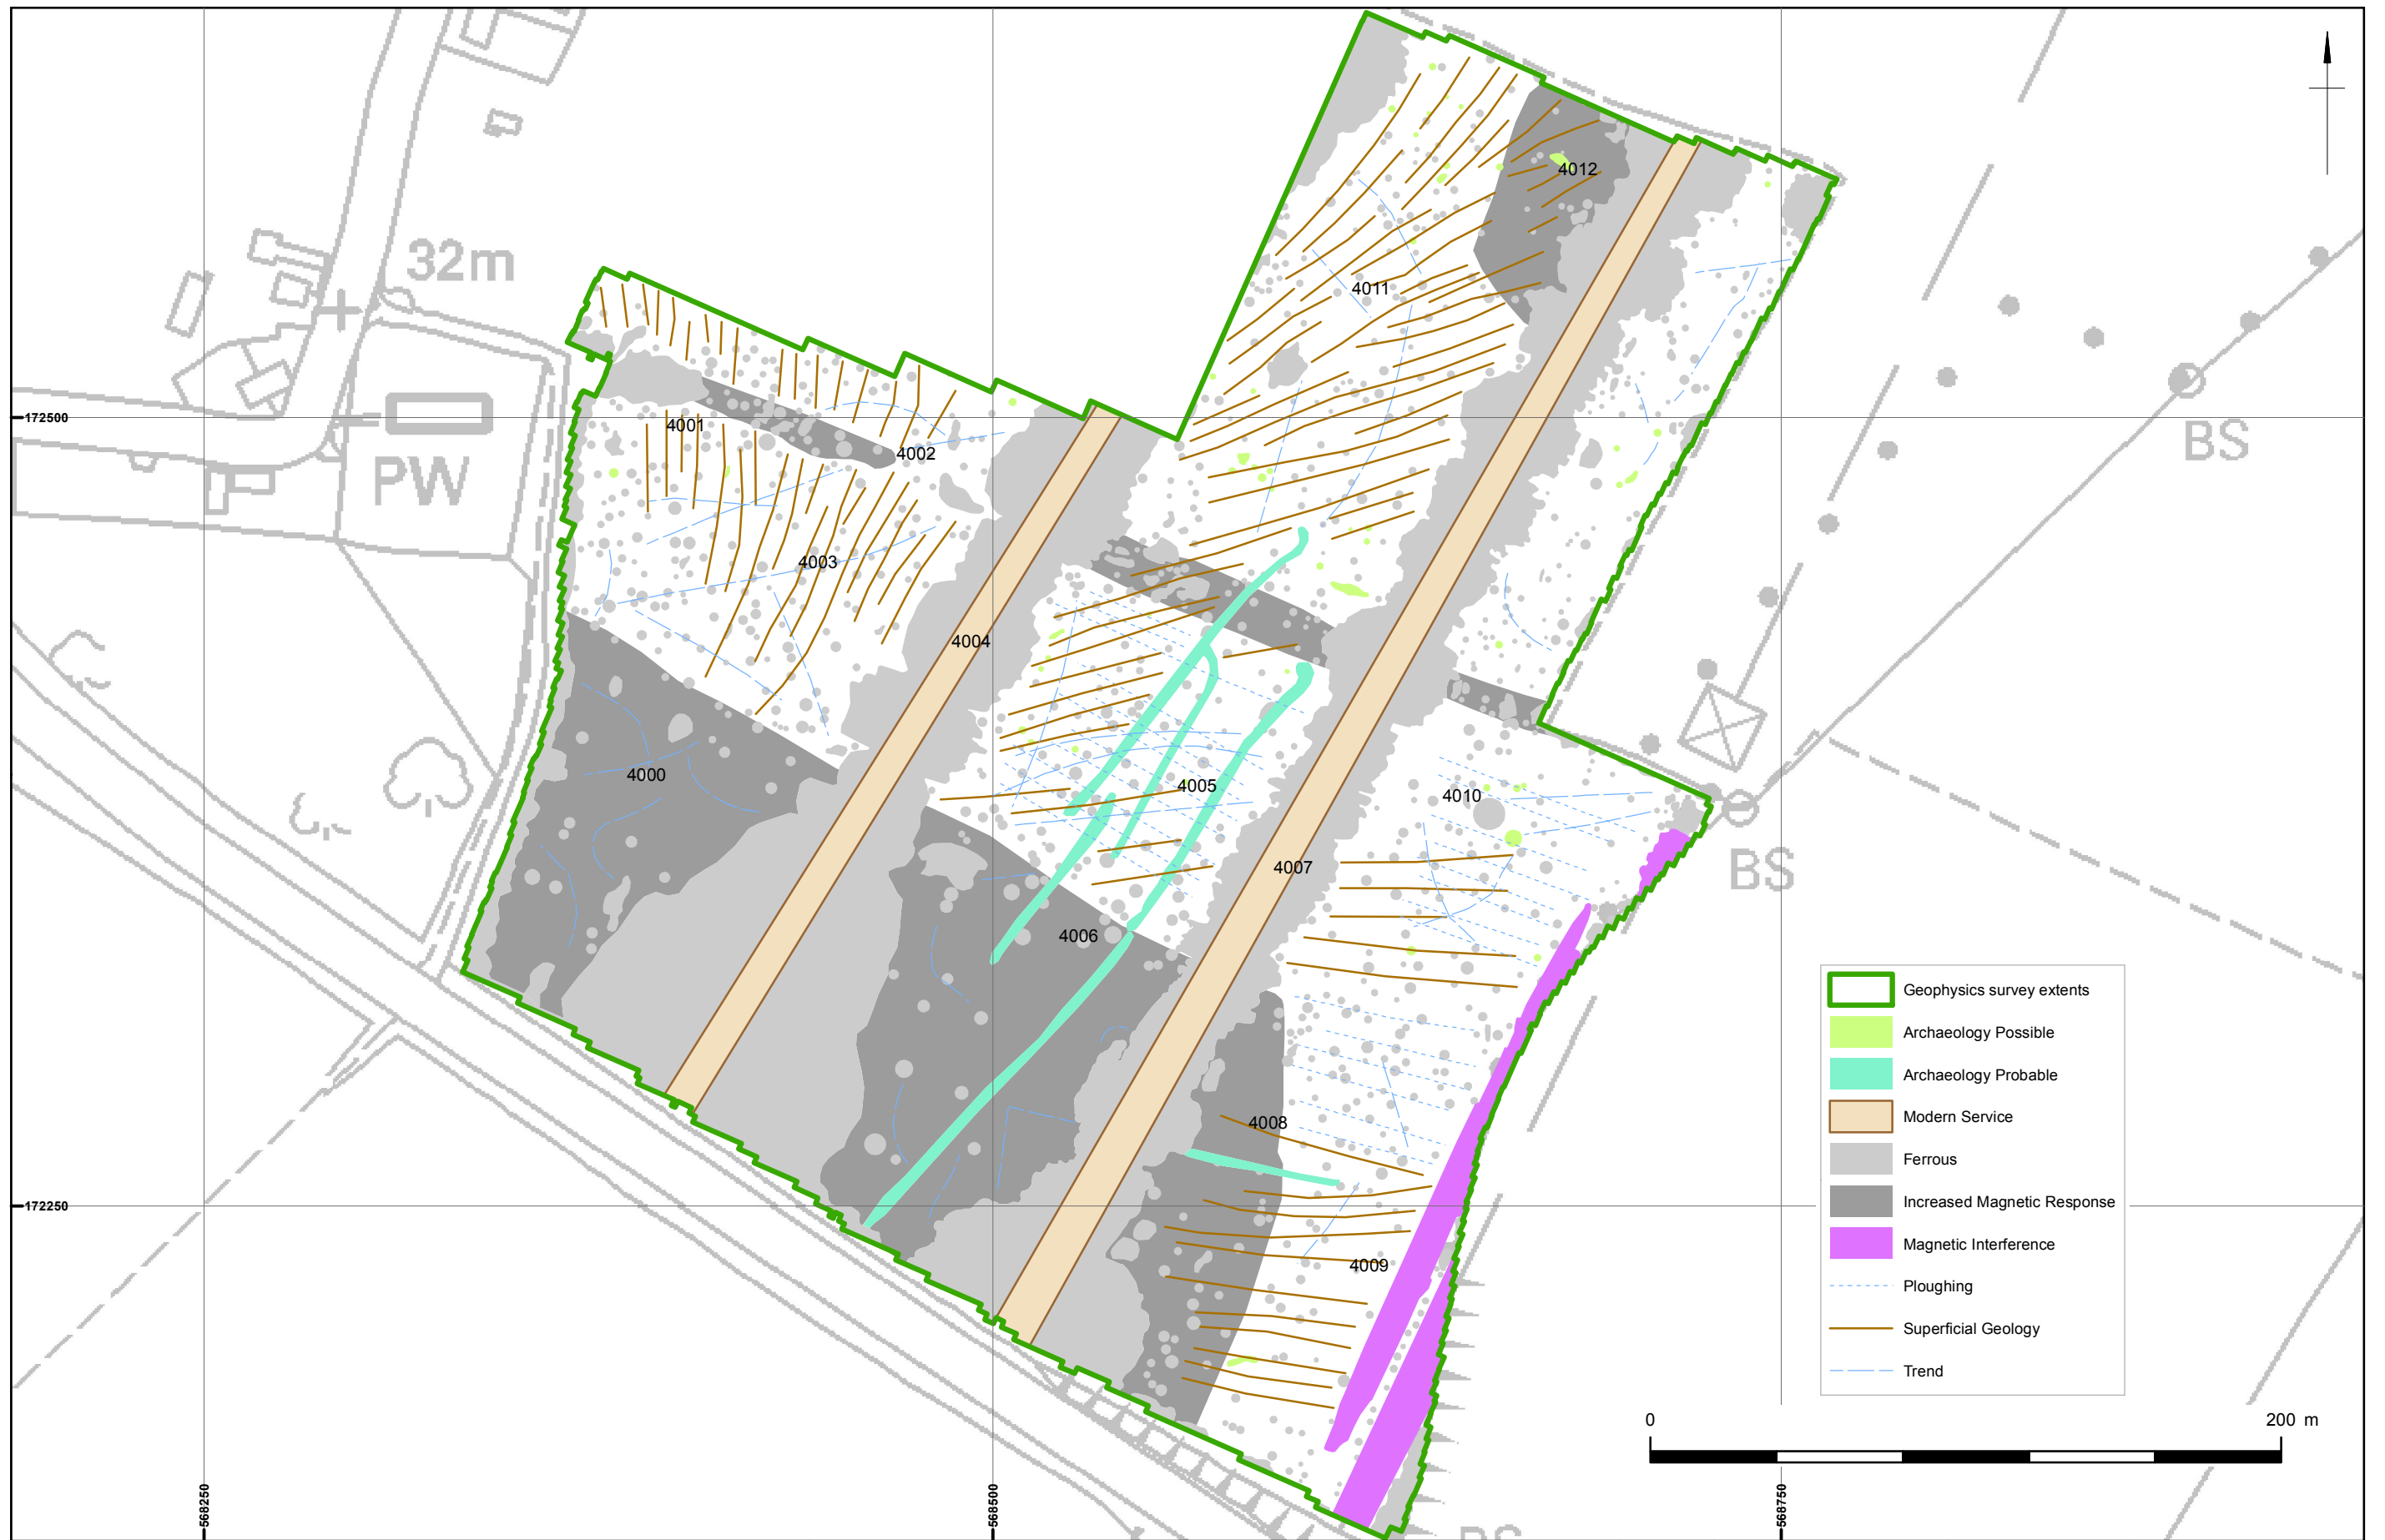 32m
4012
4011
172500
4001
4002
BS
PW
4003
4004
4000
4005
4010
4007
BS
4006
Geophysics survey extents
Archaeology Possible
Archaeology Probable
Modern Service
Ferrous
Increased Magnetic Response
Magnetic Interference
Ploughing
Superficial Geology
Trend
4008
172250
4009
0 200 m
568250
568500
568750